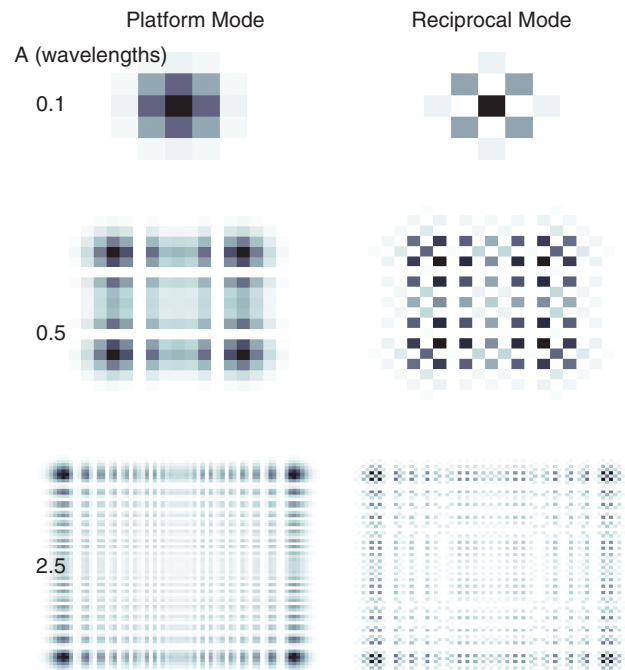 Platform Mode
Reciprocal Mode
A (wavelengths)
0.1
0.5
2.5